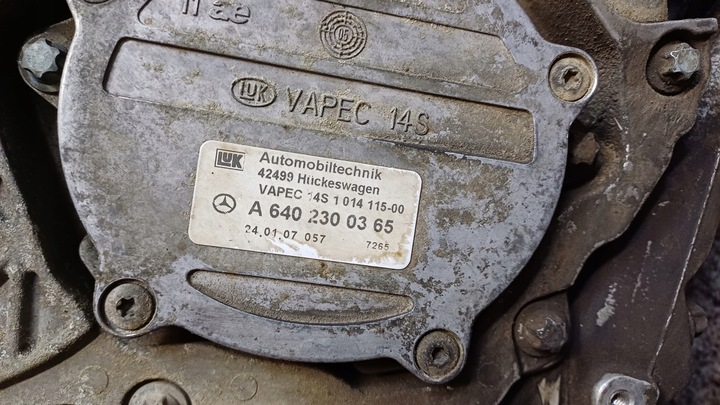 05
LUK VAPEC 14S
LUK Automobiltechnik
42499 Hückeswagen
VAPEC 14S 1 014 115-00
A 640 230 03 65
24.01.07 057 7265